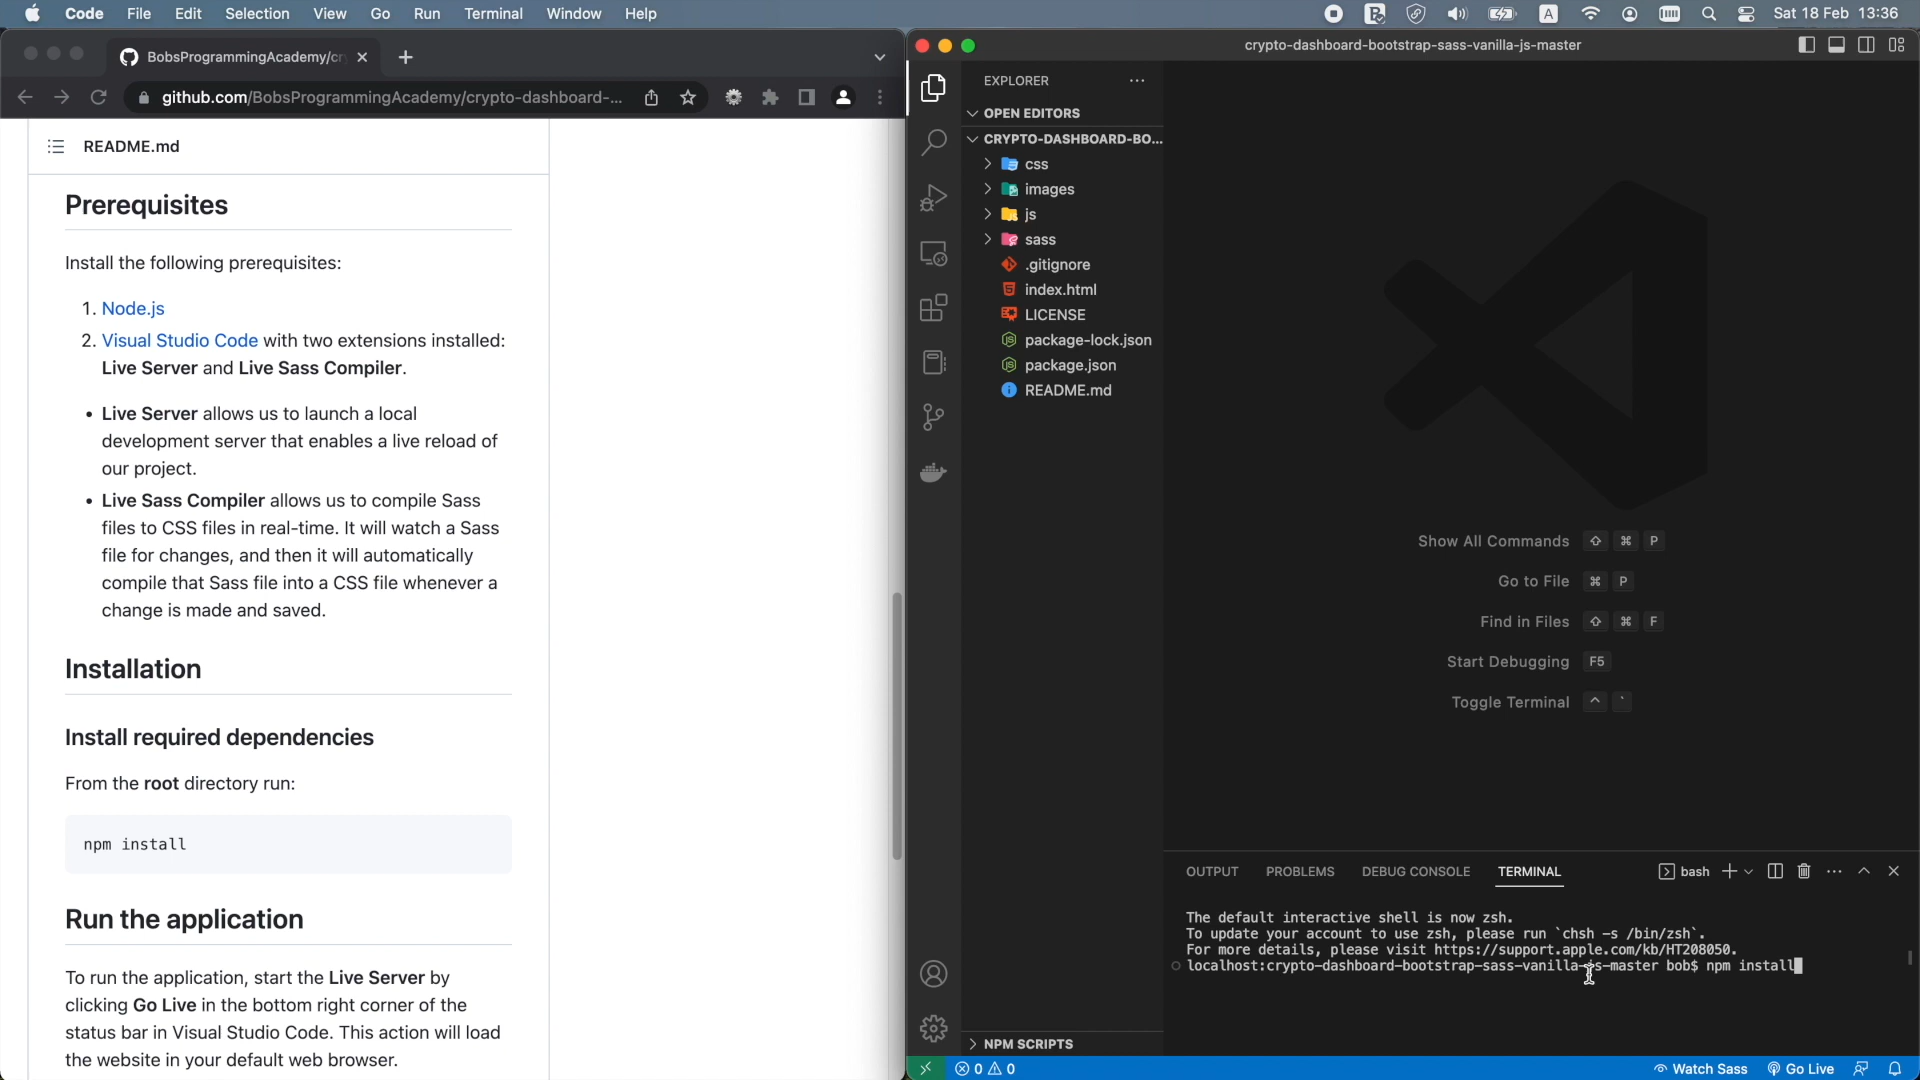 Code File Edit Selection View Go Run Terminal Window Help A Sat 18 Feb 13:36
BobsProgrammingAcademy/cr
github.com/BobsProgrammingAcademy/crypto-dashboard-...
README.md
Prerequisites
Install the following prerequisites:
1. Node.js
2. Visual Studio Code with two extensions installed:
Live Server and Live Sass Compiler.
• Live Server allows us to launch a local
development server that enables a live reload of
our project.
• Live Sass Compiler allows us to compile Sass
files to CSS files in real-time. It will watch a Sass
file for changes, and then it will automatically
compile that Sass file into a CSS file whenever a
change is made and saved.
Installation
Install required dependencies
From the root directory run:
npm install
Run the application
To run the application, start the Live Server by
clicking Go Live in the bottom right corner of the
status bar in Visual Studio Code. This action will load
the website in your default web browser.
crypto-dashboard-bootstrap-sass-vanilla-js-master
EXPLORER
OPEN EDITORS
CRYPTO-DASHBOARD-BO...
css
images
js
sass
.gitignore
index.html
LICENSE
package-lock.json
package.json
README.md
NPM SCRIPTS
Show All Commands ⇧ ⌘ P
Go to File ⌘ P
Find in Files ⇧ ⌘ F
Start Debugging F5
Toggle Terminal ^ `
OUTPUT PROBLEMS DEBUG CONSOLE TERMINAL bash
The default interactive shell is now zsh.
To update your account to use zsh, please run `chsh -s /bin/zsh`.
For more details, please visit https://support.apple.com/kb/HT208050.
localhost:crypto-dashboard-bootstrap-sass-vanilla-js-master bob$ npm install
0 0 Watch Sass Go Live